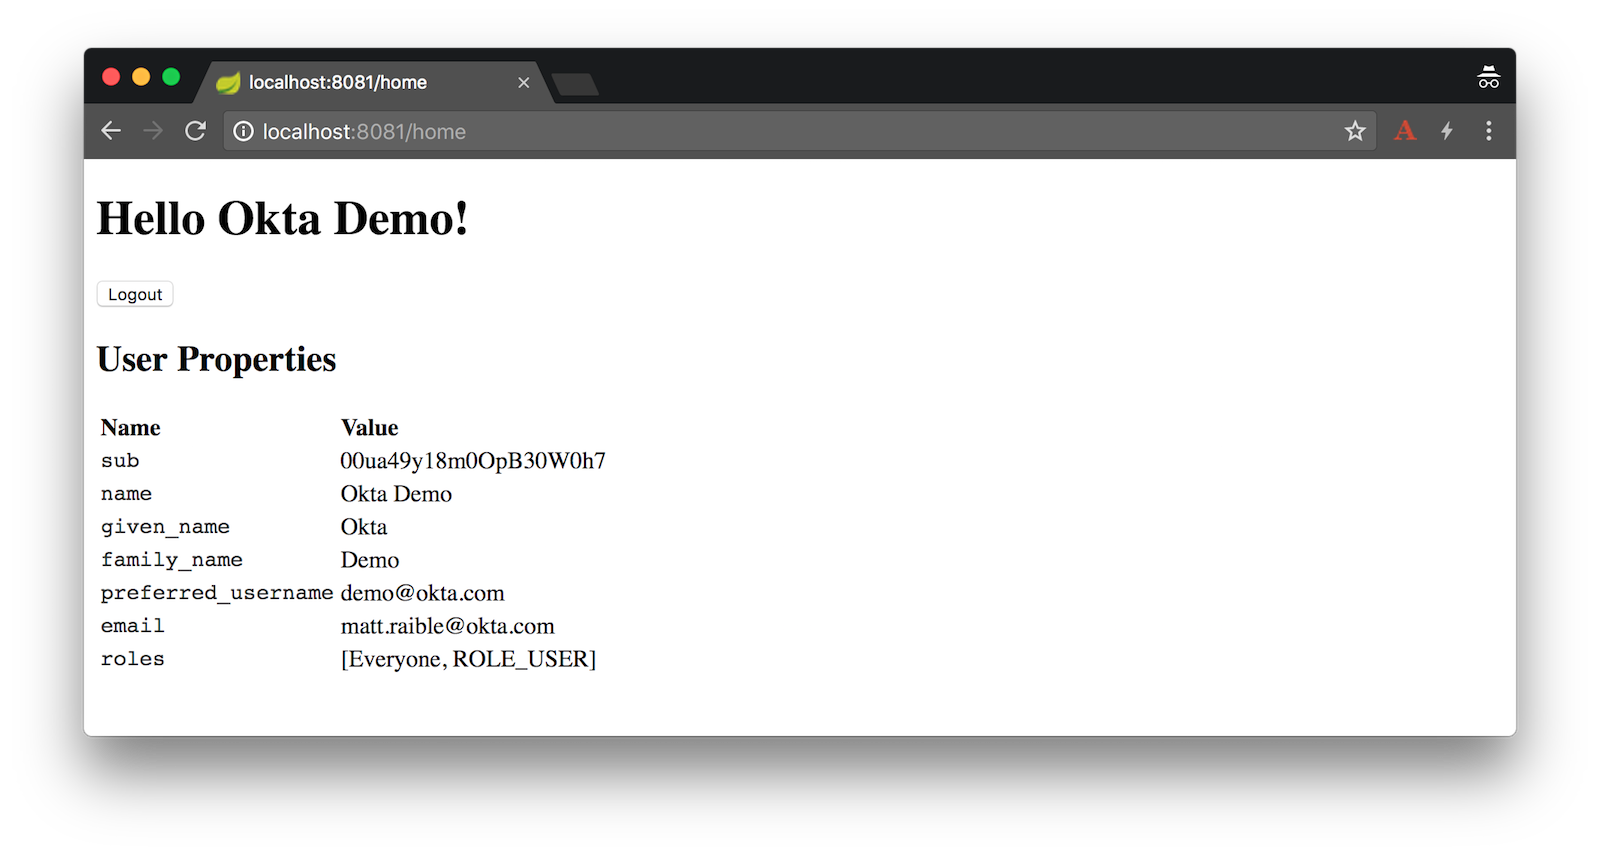 localhost:8081/home
localhost:8081/home
A
Hello Okta Demo!
Logout
User Properties
Name Value
sub 00ua49y18m0OpB30W0h7
name Okta Demo
given_name Okta
family_name Demo
preferred_username demo@okta.com
email matt.raible@okta.com
roles [Everyone, ROLE_USER]